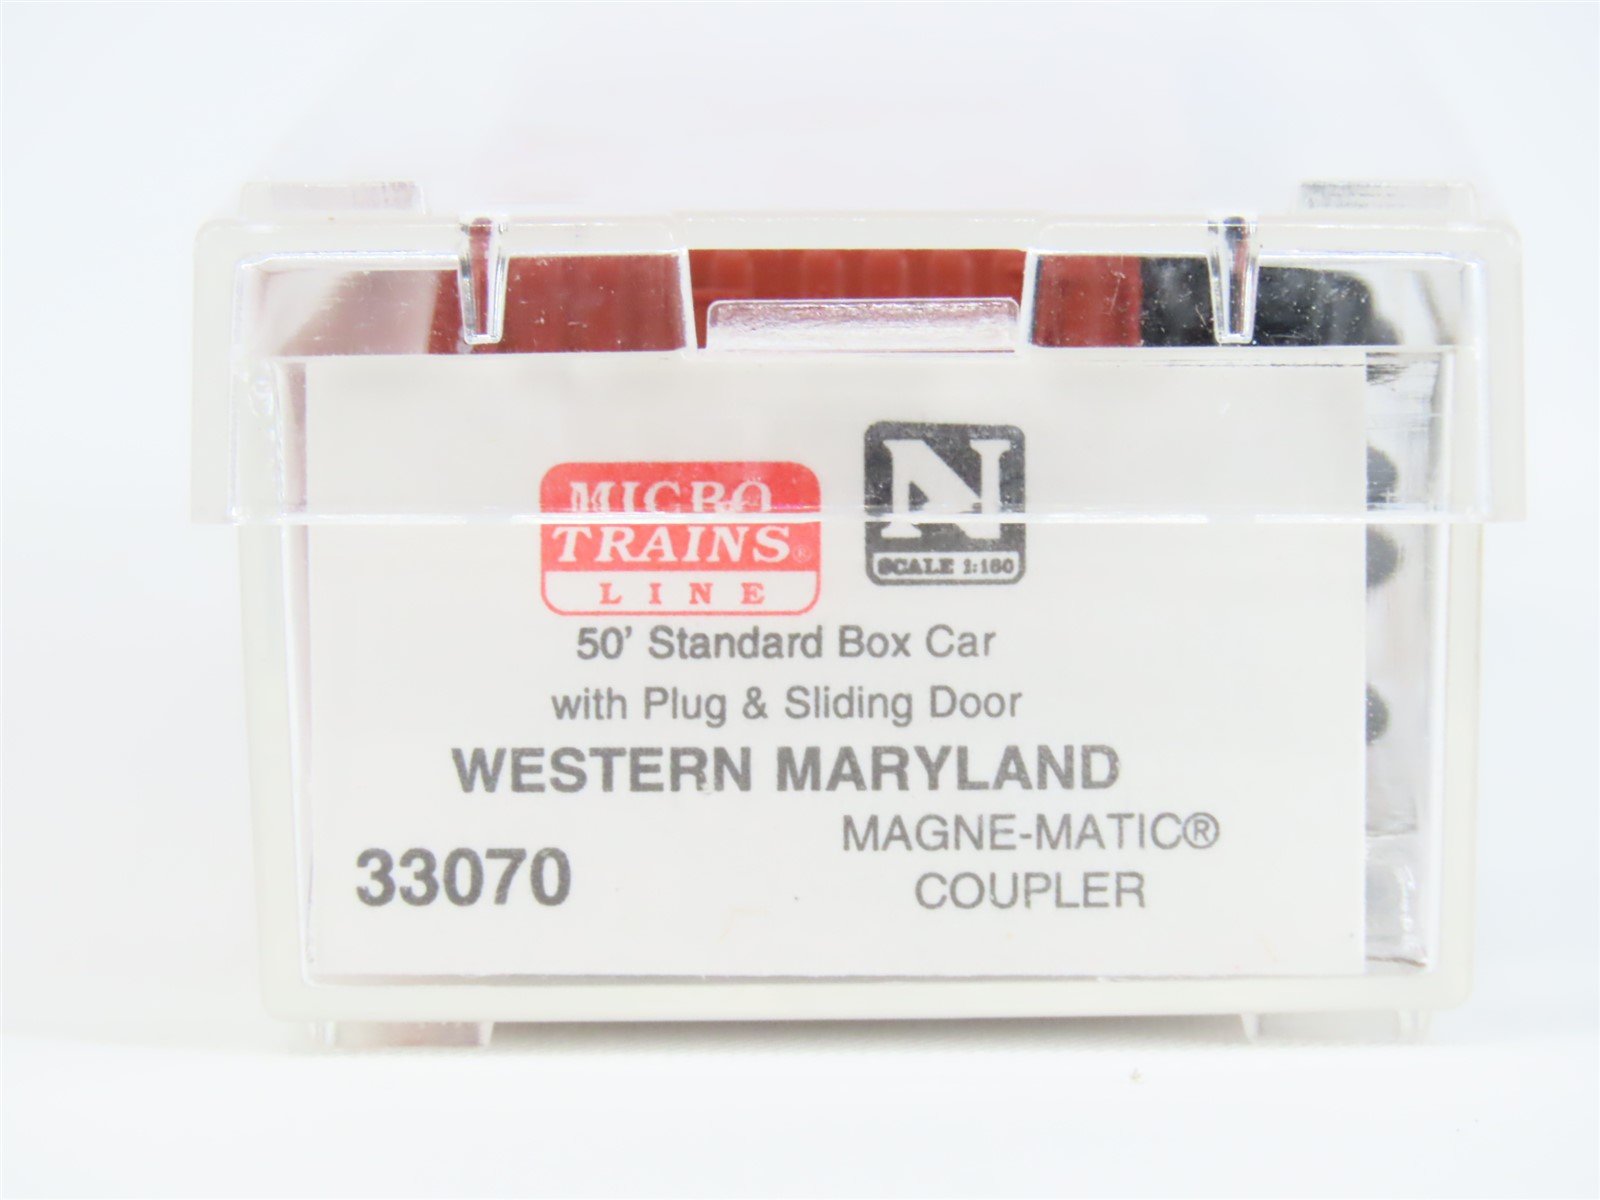 MICRO
TRAINS®
LINE
N
SCALE 1:160
50' Standard Box Car
with Plug & Sliding Door
WESTERN MARYLAND
MAGNE-MATIC®
33070
COUPLER